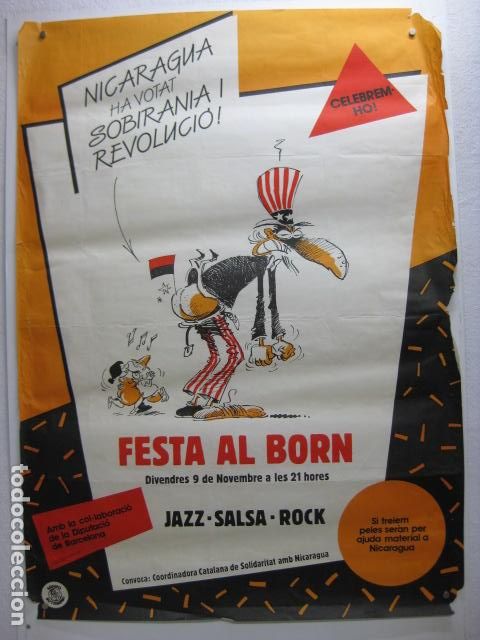 NICARAGUA
HA VOTAT
SOBIRANIA I
REVOLUCIÓ!
CELEBREM-
HO!
FESTA AL BORN
Divendres 9 de Novembre a les 21 hores
JAZZ - SALSA - ROCK
Amb la col·laboració
de la Diputació
de Barcelona
Si treiem
peles seran per
ajuda material a
Nicaragua
Convoca: Coordinadora Catalana de Solidaritat amb Nicaragua
todocoleccion.net